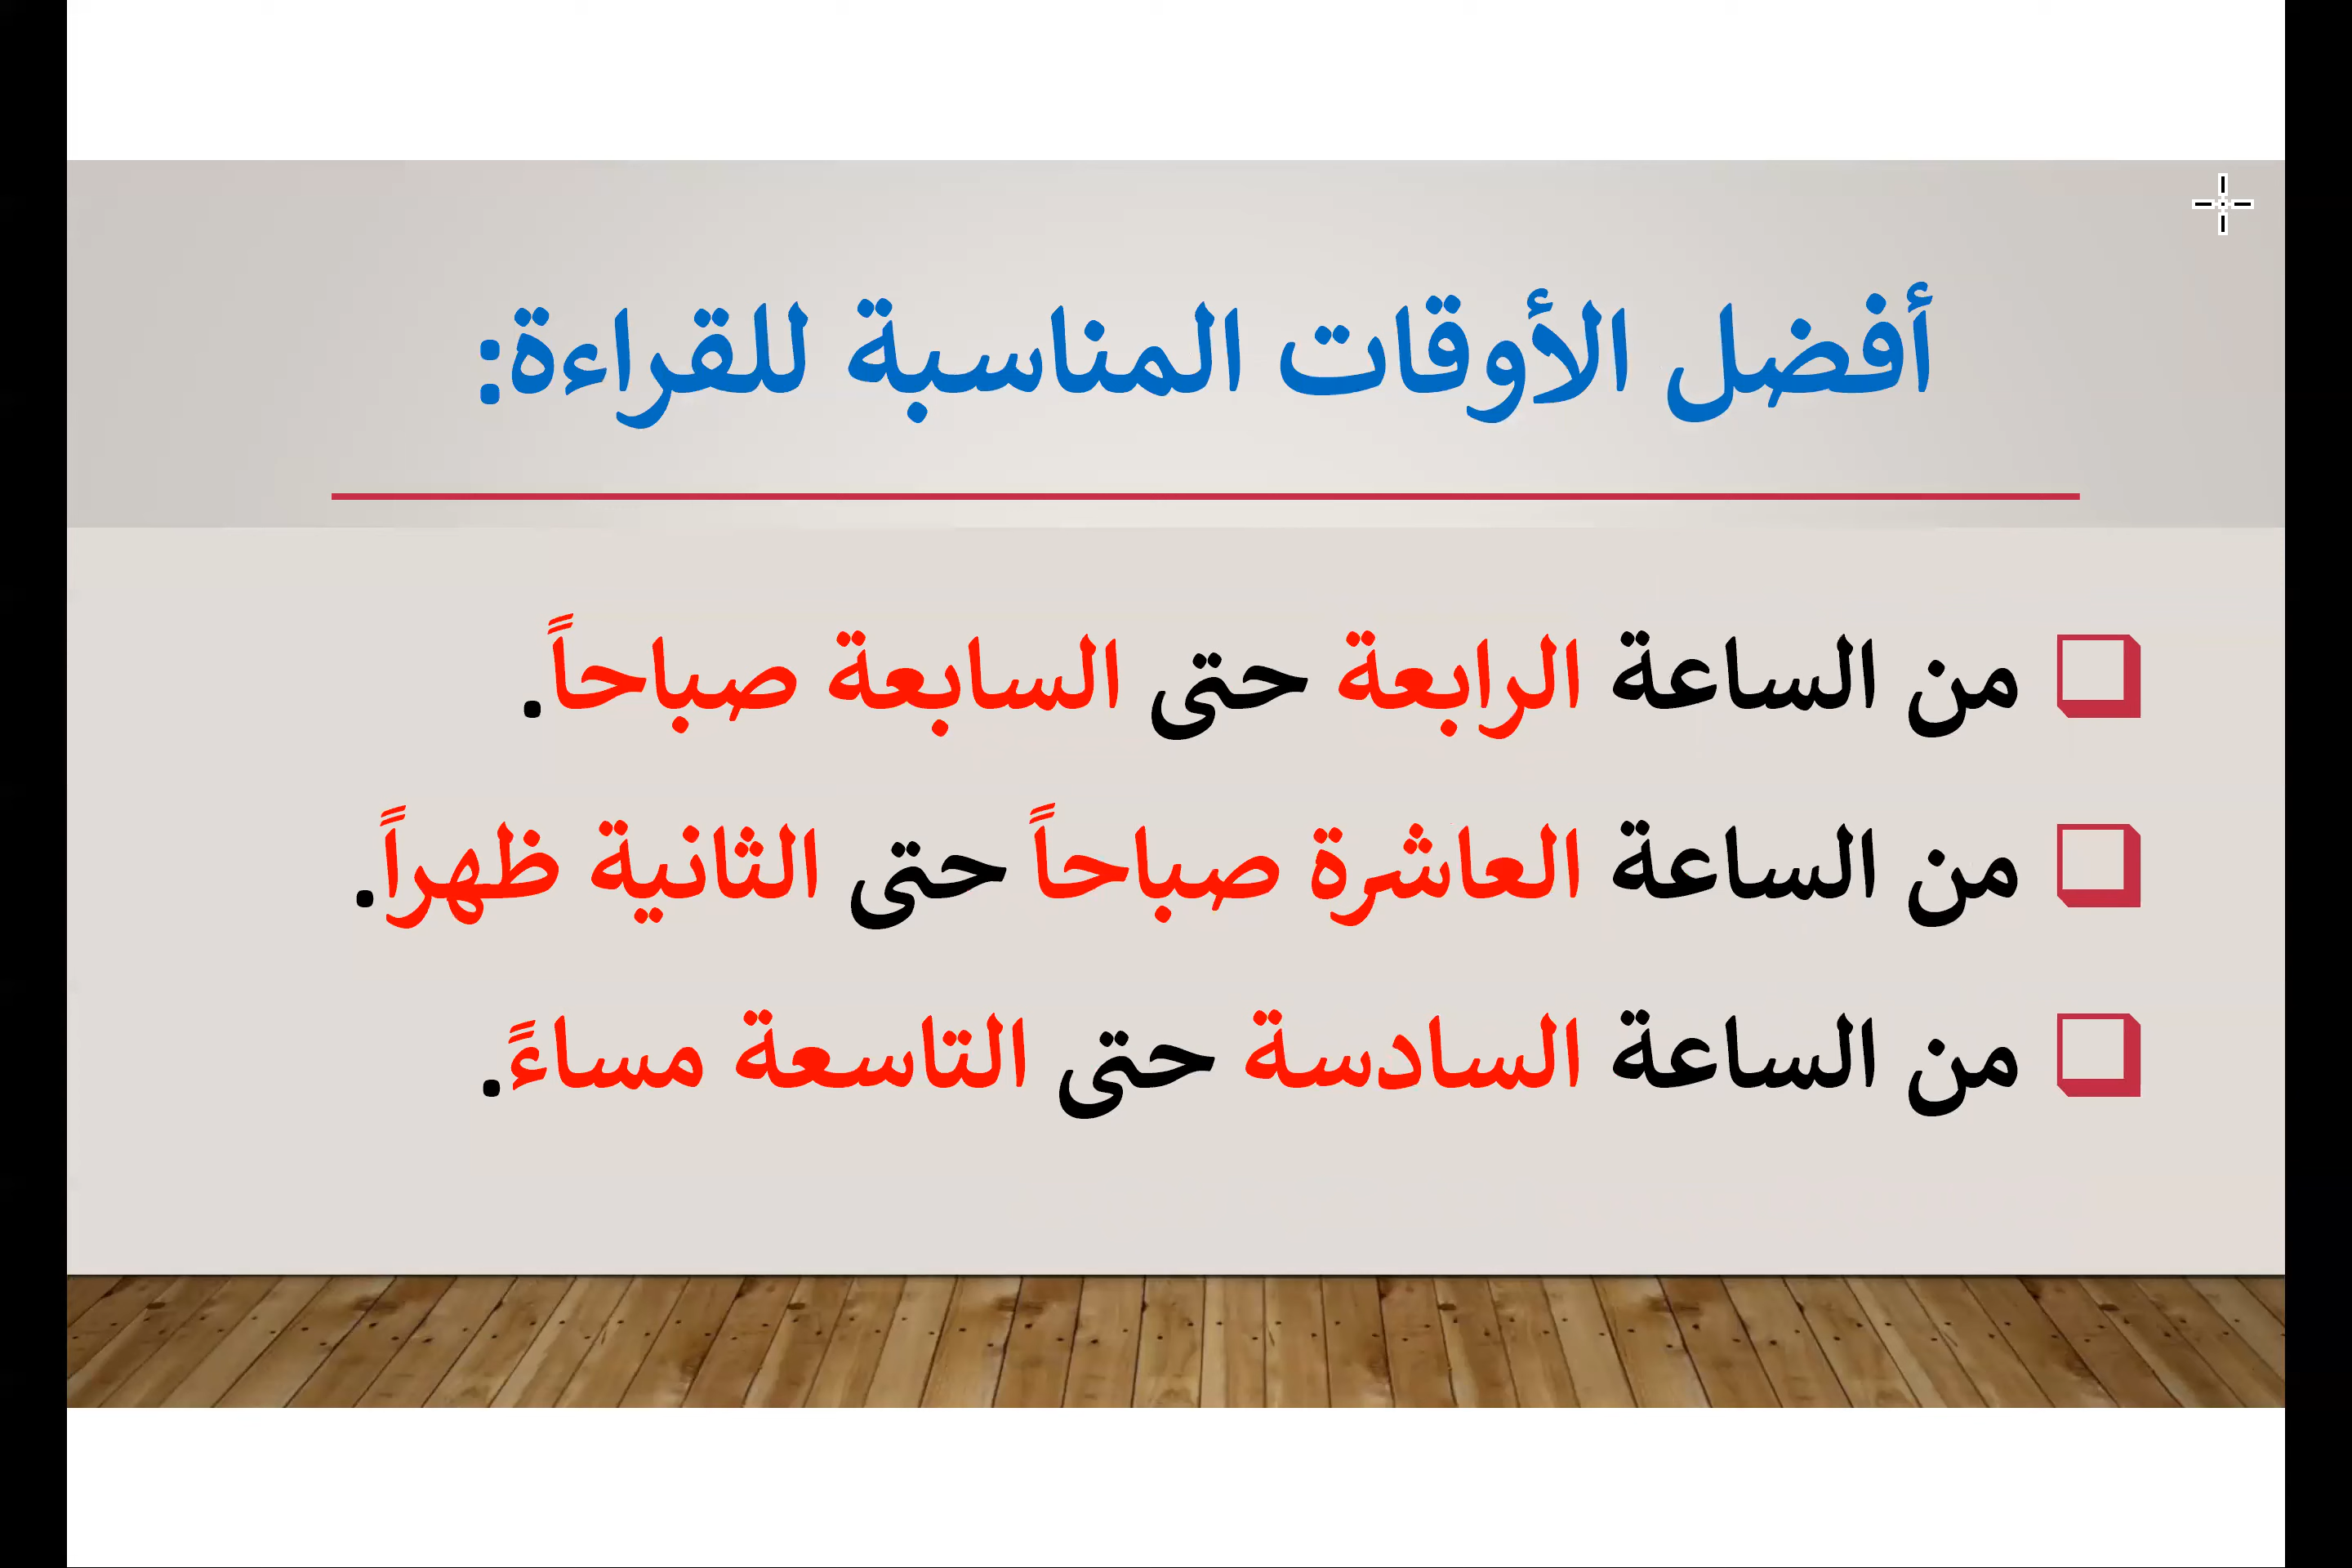 أفضل الأوقات المناسبة للقراءة:
من الساعة الرابعة حتى السابعة صباحاً.
من الساعة العاشرة صباحاً حتى الثانية ظهراً.
من الساعة السادسة حتى التاسعة مساءً.